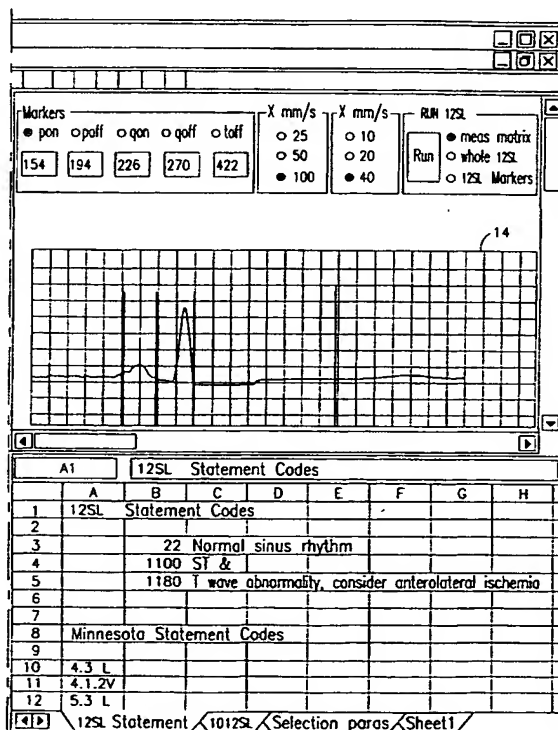 Markers
pon poff qon qoff toff
154 194 226 270 422
X mm/s
25
50
100
X mm/s
10
20
40
RUN 12SL
Run
meas matrix
whole 12SL
12SL Markers
14
A1 12SL Statement Codes
A B C D E F G H
1 12SL Statement Codes
2
3 22 Normal sinus rhythm
4 1100 ST &
5 1180 T wave abnormality, consider anterolateral ischemia
6
7
8 Minnesota Statement Codes
9
10 4.3 L
11 4.1.2V
12 5.3 L
12SL Statement 1012SL Selection paras Sheet1